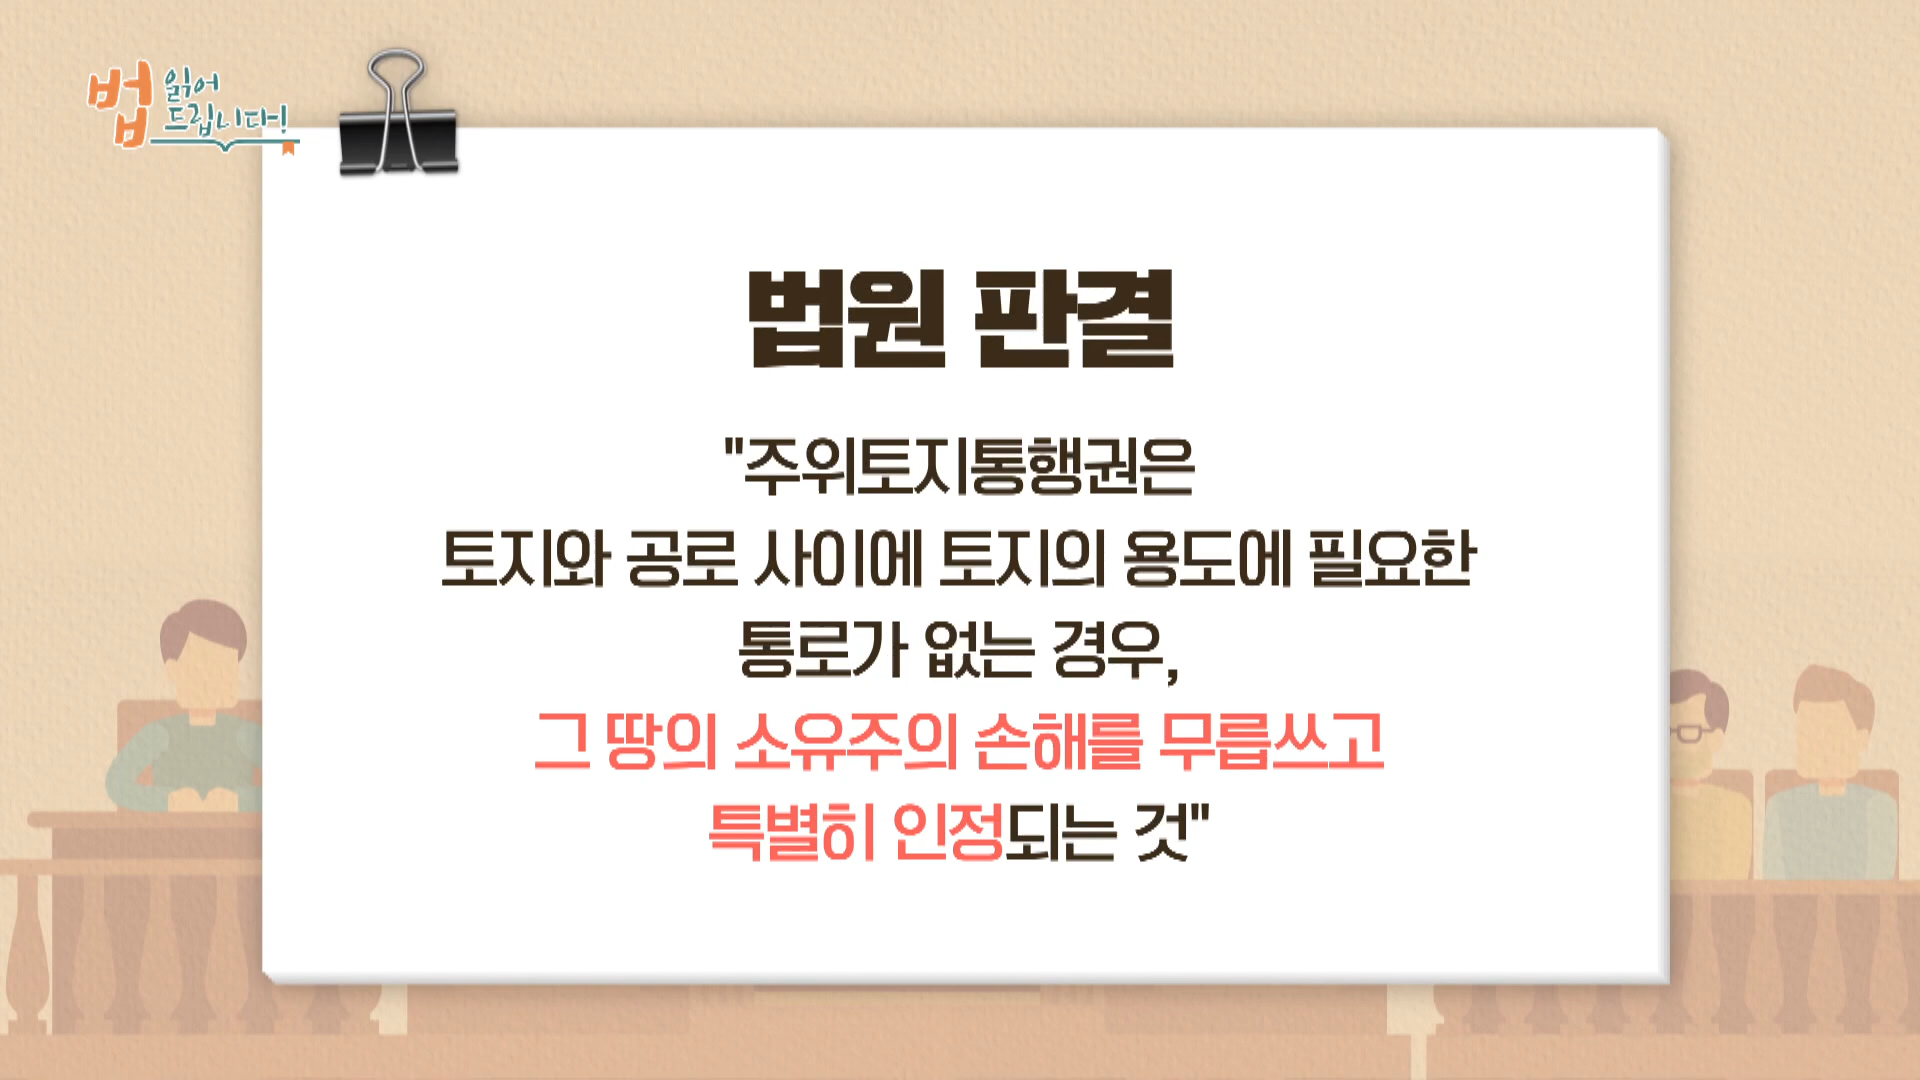 법 읽어
드립니다!
법원 판결
"주위토지통행권은
토지와 공로 사이에 토지의 용도에 필요한
통로가 없는 경우,
그 땅의 소유주의 손해를 무릅쓰고
특별히 인정되는 것"